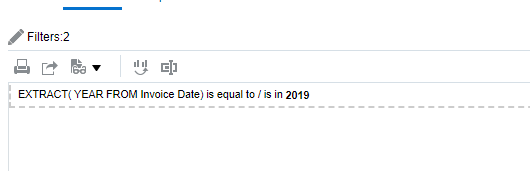 Filters:2
EXTRACT( YEAR FROM Invoice Date) is equal to / is in 2019